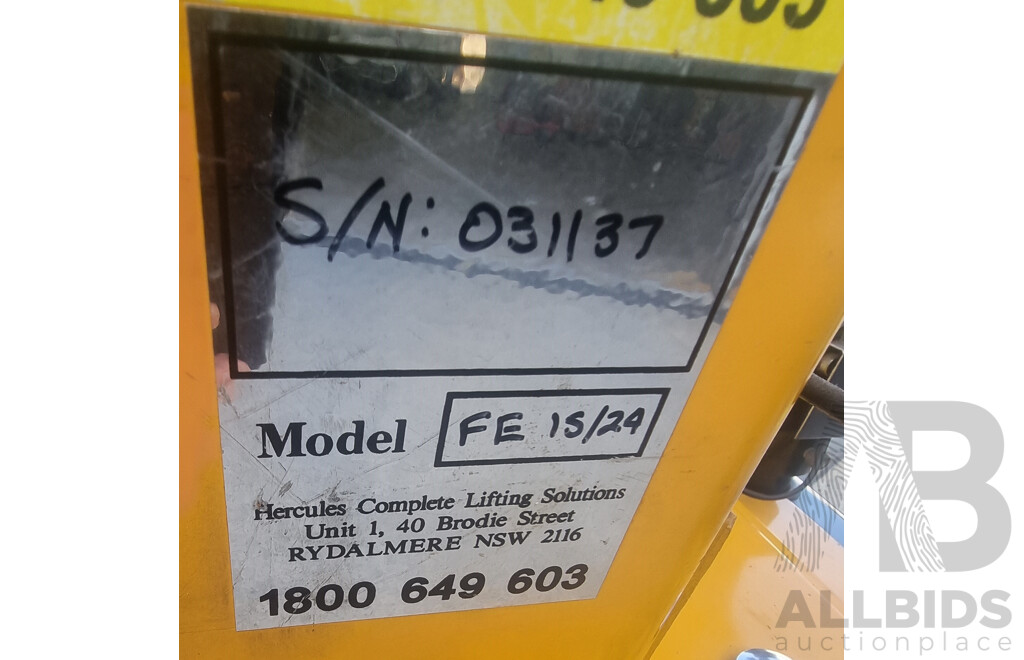 S/N: 031137
Model FE 15/24
Hercules Complete Lifting Solutions
Unit 1, 40 Brodie Street
RYDALMERE NSW 2116
1800 649 603
ALLBIDS
auctionplace